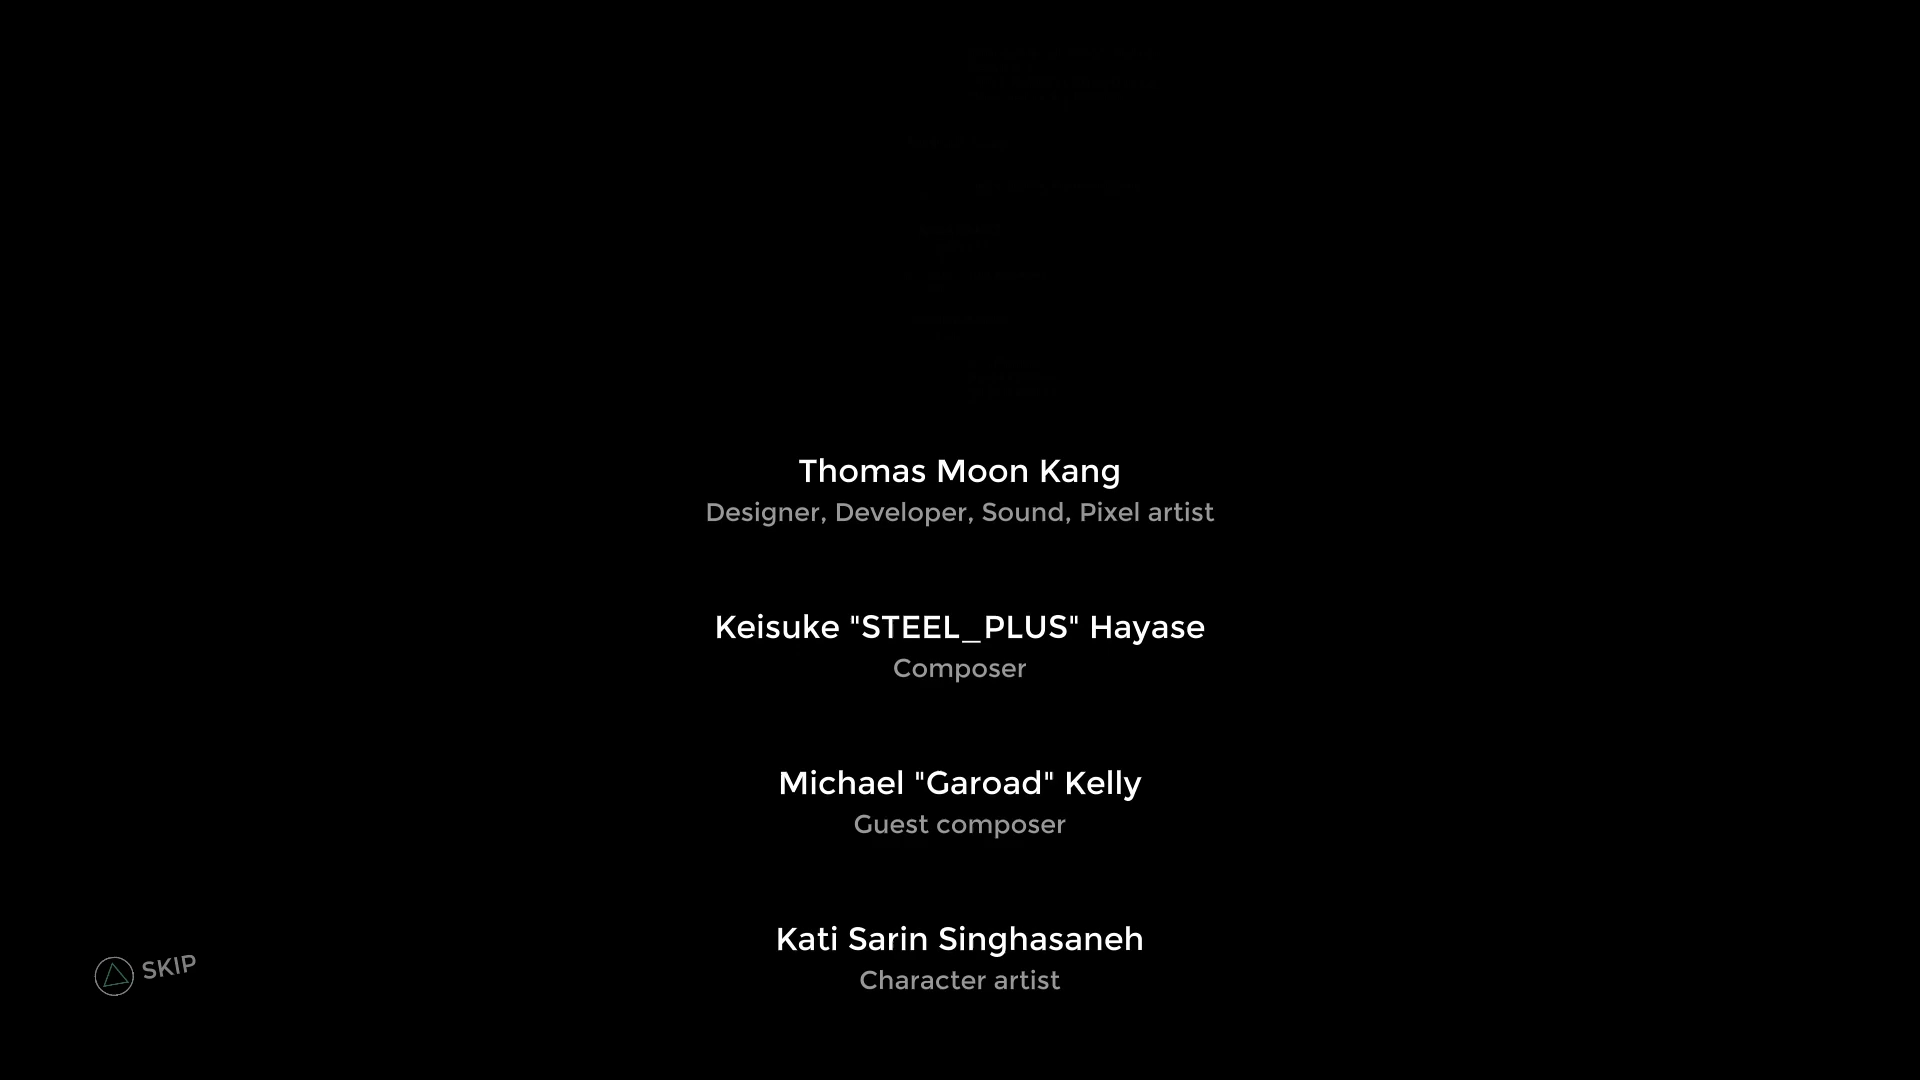 Thomas Moon Kang
Designer, Developer, Sound, Pixel artist
Keisuke "STEEL_PLUS" Hayase
Composer
Michael "Garoad" Kelly
Guest composer
Kati Sarin Singhasaneh
Character artist
SKIP